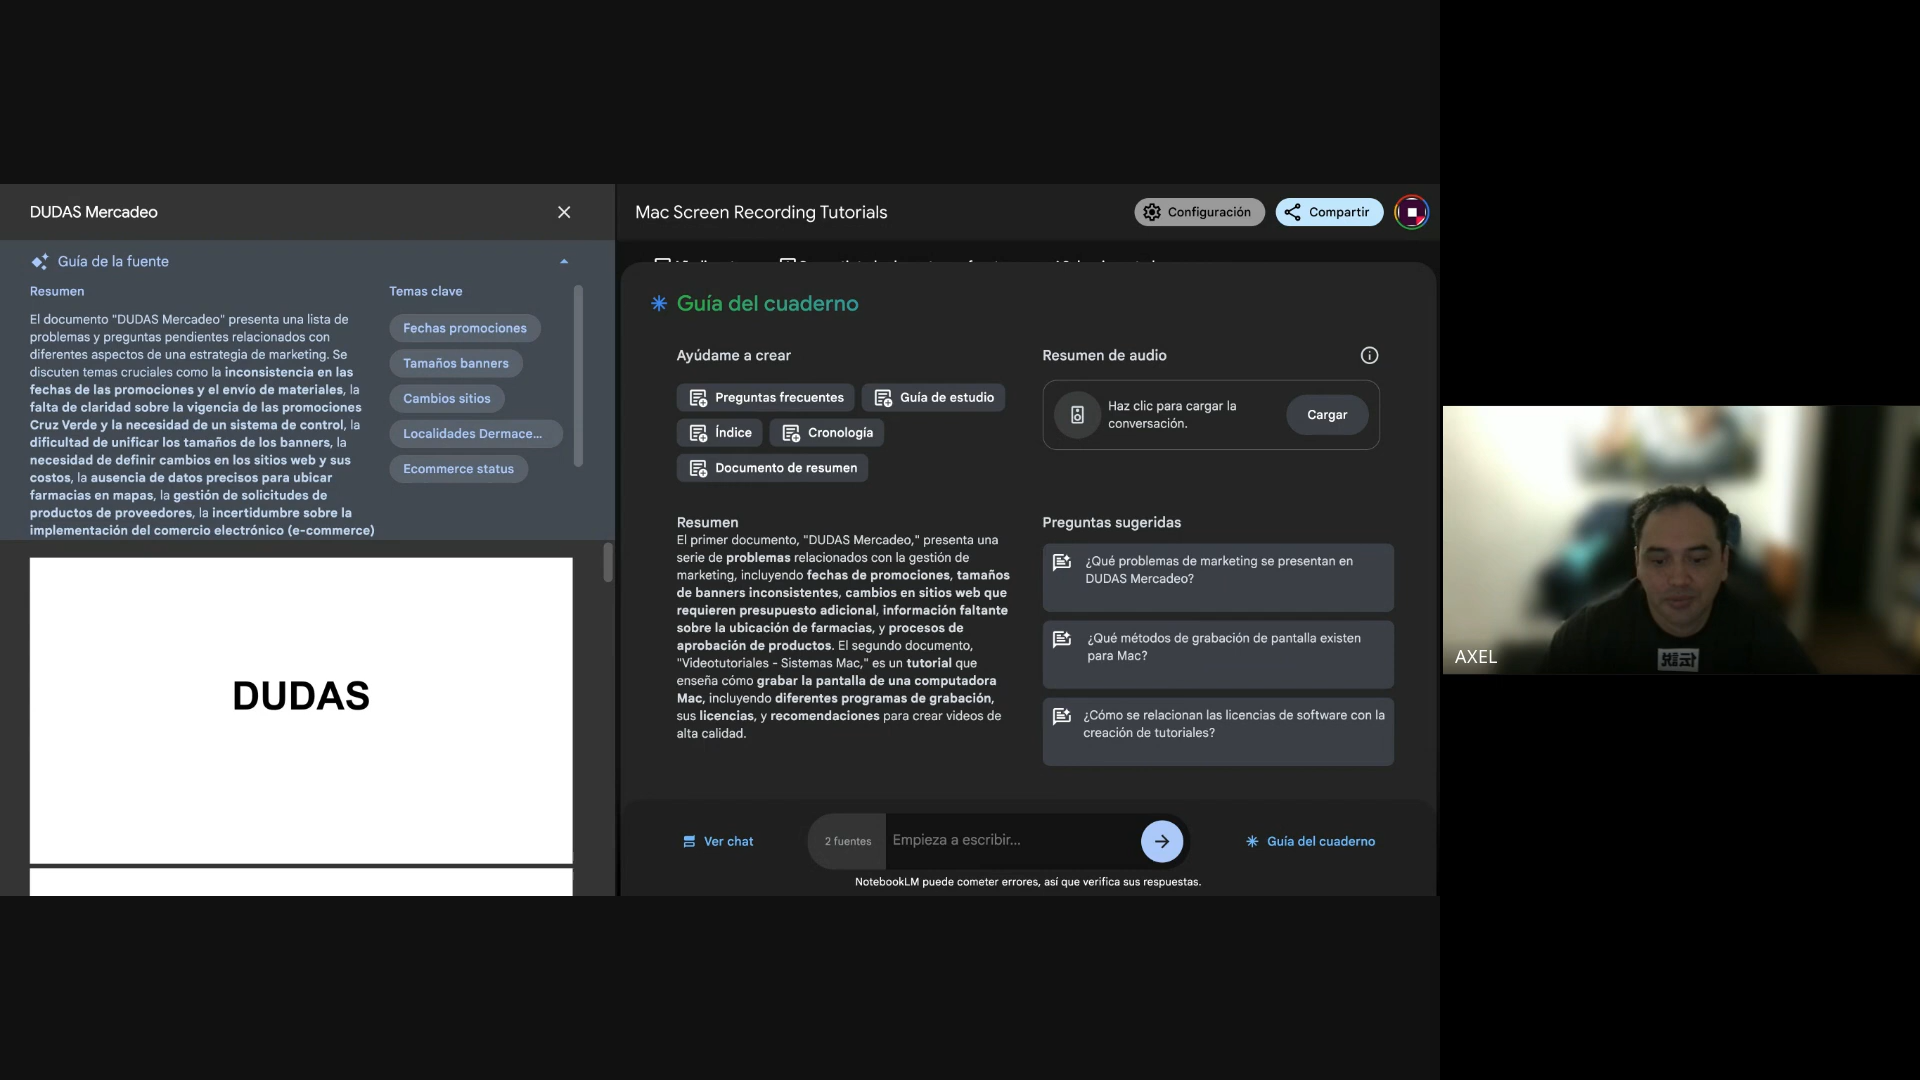 DUDAS Mercadeo
Guía de la fuente
Resumen
El documento "DUDAS Mercadeo" presenta una lista de
problemas y preguntas pendientes relacionados con
diferentes aspectos de una estrategia de marketing. Se
discuten temas cruciales como la inconsistencia en las
fechas de las promociones y el envío de materiales, la
falta de claridad sobre la vigencia de las promociones
Cruz Verde y la necesidad de un sistema de control, la
dificultad de unificar los tamaños de los banners, la
necesidad de definir cambios en los sitios web y sus
costos, la ausencia de datos precisos para ubicar
farmacias en mapas, la gestión de solicitudes de
productos de proveedores, la incertidumbre sobre la
implementación del comercio electrónico (e-commerce)
Temas clave
Fechas promociones
Tamaños banners
Cambios sitios
Localidades Dermace...
Ecommerce status
DUDAS
Mac Screen Recording Tutorials
Configuración
Compartir
Guía del cuaderno
Ayúdame a crear
Preguntas frecuentes
Guía de estudio
Índice
Cronología
Documento de resumen
Resumen de audio
Haz clic para cargar la
conversación.
Cargar
Resumen
El primer documento, "DUDAS Mercadeo," presenta una
serie de problemas relacionados con la gestión de
marketing, incluyendo fechas de promociones, tamaños
de banners inconsistentes, cambios en sitios web que
requieren presupuesto adicional, información faltante
sobre la ubicación de farmacias, y procesos de
aprobación de productos. El segundo documento,
"Videotutoriales - Sistemas Mac," es un tutorial que
enseña cómo grabar la pantalla de una computadora
Mac, incluyendo diferentes programas de grabación,
sus licencias, y recomendaciones para crear videos de
alta calidad.
Preguntas sugeridas
¿Qué problemas de marketing se presentan en
DUDAS Mercadeo?
¿Qué métodos de grabación de pantalla existen
para Mac?
¿Cómo se relacionan las licencias de software con la
creación de tutoriales?
Ver chat
2 fuentes
Empieza a escribir...
Guía del cuaderno
NotebookLM puede cometer errores, así que verifica sus respuestas.
AXEL